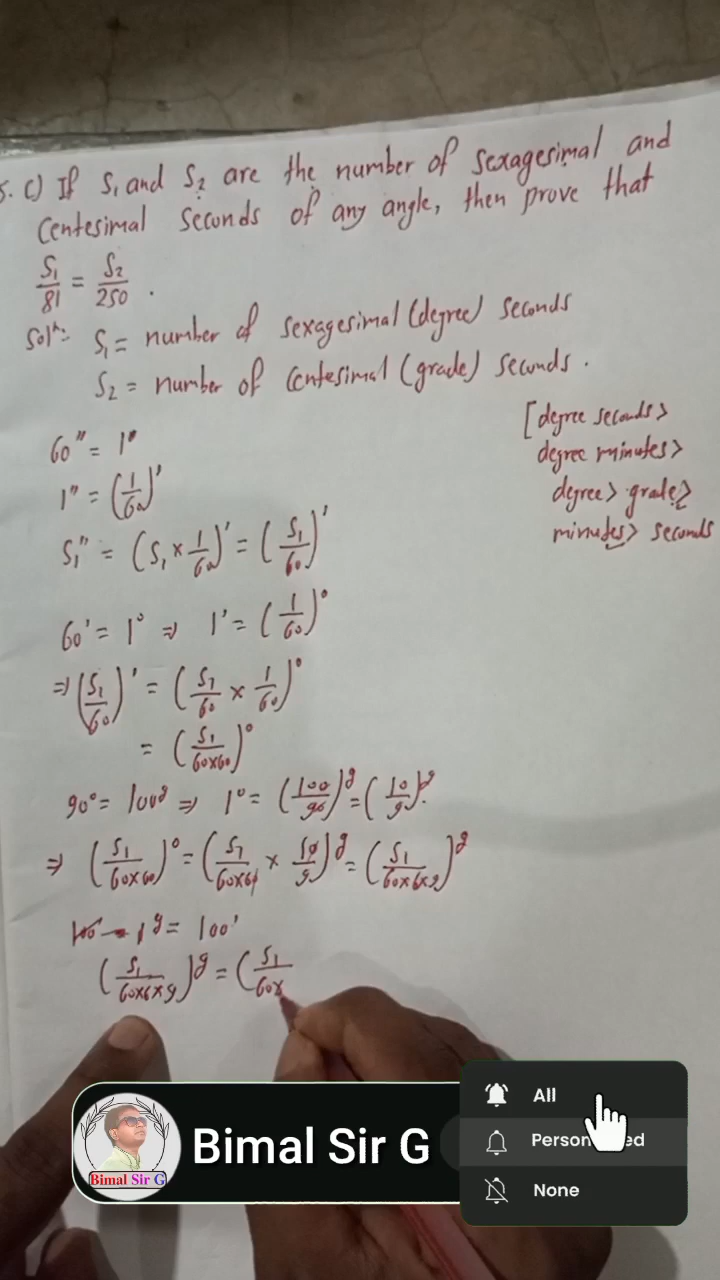 5. c) If S₁ and S₂ are the number of sexagesimal and
Centesimal Seconds of any angle, then prove that
S₁/81 = S₂/250 .
Solⁿ: S₁ = number of sexagesimal (degree) seconds
S₂ = number of Centesimal (grade) seconds .
[degree seconds>
degree minutes>
degree> grade>
minutes> seconds
60" = 1'
1" = (1/60)'
S₁" = (S₁ × 1/60)' = (S₁/60)'
60' = 1° ⇒ 1' = (1/60)°
⇒ (S₁/60)' = (S₁/60 × 1/60)°
= (S₁/60×60)°
90° = 100ᵍ ⇒ 1° = (100/90)ᵍ = (10/9)ᵍ.
⇒ (S₁/60×60)° = (S₁/60×60 × 10/9)ᵍ = (S₁/60×6×9)ᵍ
1ᵍ = 100'
(S₁/60×6×9)ᵍ = (S₁/60×
Bimal Sir G
Bimal Sir G
All
None